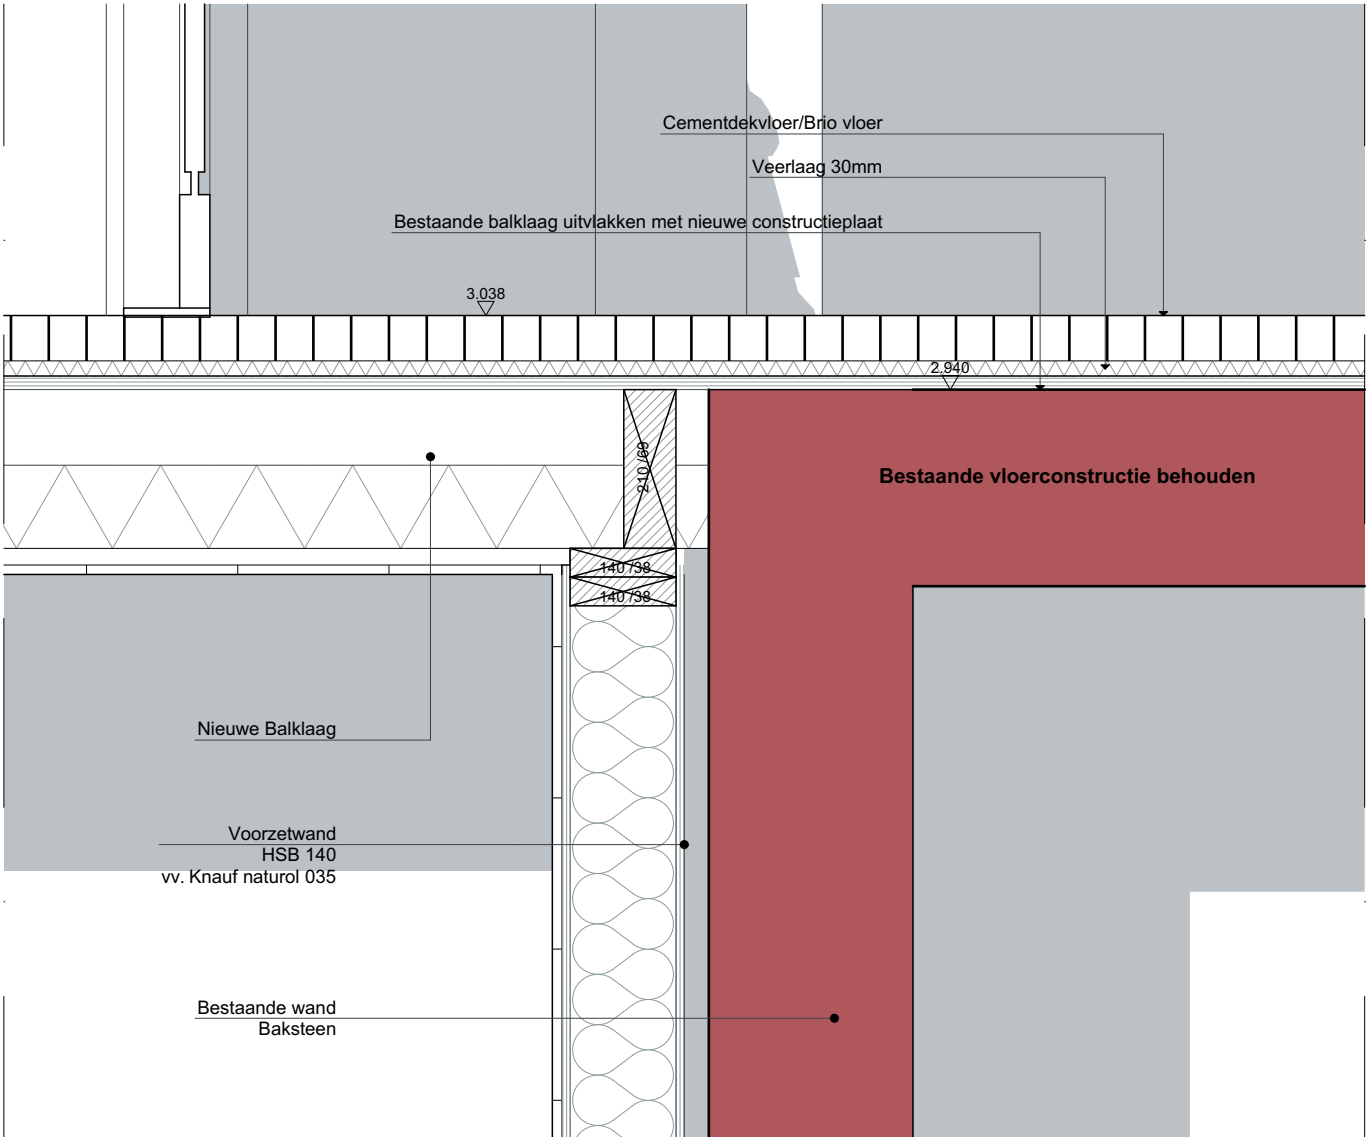 Cementdekvloer/Brio vloer
Veerlaag 30mm
Bestaande balklaag uitvlakken met nieuwe constructieplaat
3.038
2.940
210 /69
Bestaande vloerconstructie behouden
140 /38
140 /38
Nieuwe Balklaag
Voorzetwand
HSB 140
vv. Knauf naturol 035
Bestaande wand
Baksteen